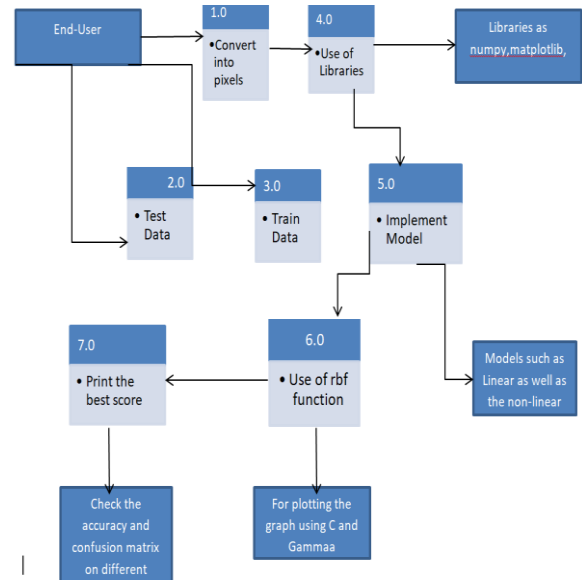 End-User
1.0
•Convert
into
pixels
4.0
•Use of
Libraries
Libraries as
numpy,matplotlib,
2.0
• Test
Data
3.0
• Train
Data
5.0
• Implement
Model
7.0
• Print the
best score
6.0
• Use of rbf
function
Models such as
Linear as well as
the non-linear
Check the
accuracy and
confusion matrix
on different
For plotting the
graph using C and
Gammaa